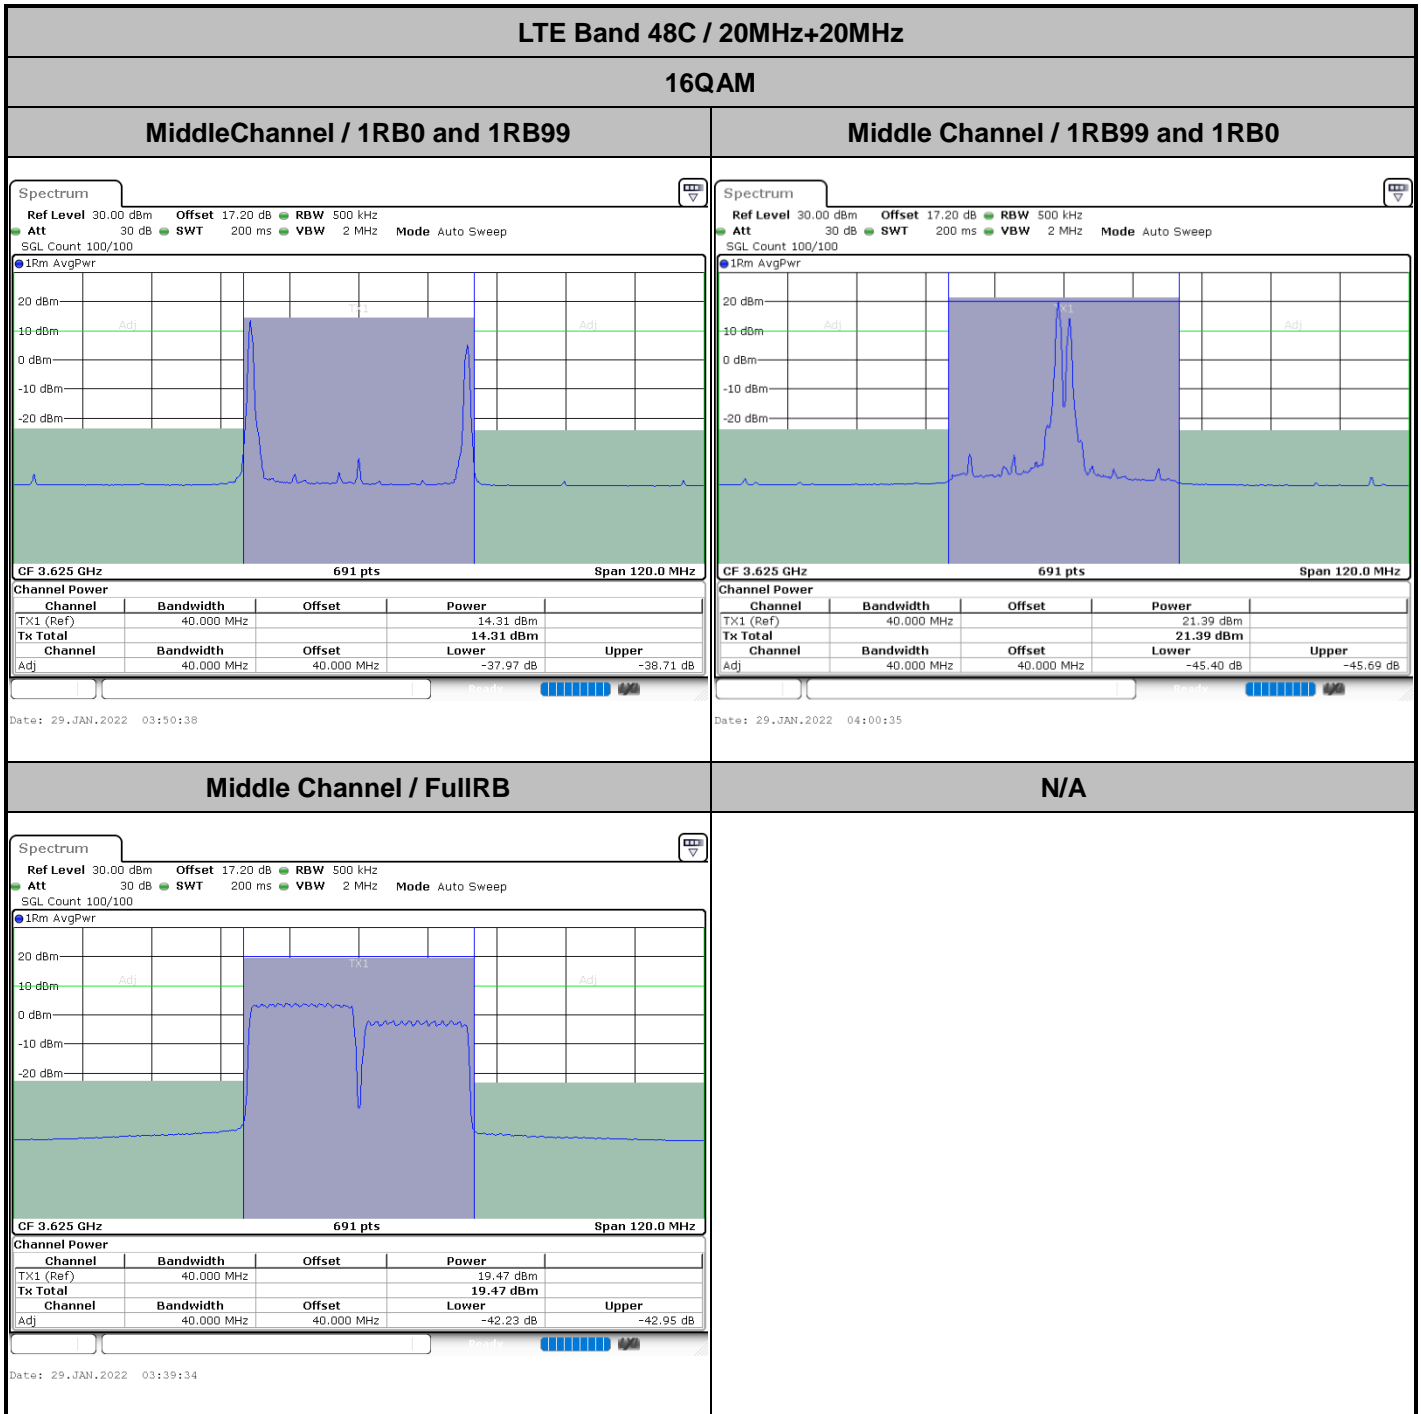 LTE Band 48C / 20MHz+20MHz
16QAM
MiddleChannel / 1RB0 and 1RB99
Middle Channel / 1RB99 and 1RB0
Spectrum
Ref Level 30.00 dBm Offset 17.20 dB RBW 500 kHz
Att 30 dB SWT 200 ms VBW 2 MHz Mode Auto Sweep
SGL Count 100/100
1Rm AvgPwr
TX1
20 dBm
Adj
Adj
10 dBm
0 dBm
-10 dBm
-20 dBm
CF 3.625 GHz 691 pts Span 120.0 MHz
Channel Power
Channel Bandwidth Offset Power
TX1 (Ref) 40.000 MHz 14.31 dBm
Tx Total 14.31 dBm
Channel Bandwidth Offset Lower Upper
Adj 40.000 MHz 40.000 MHz -37.97 dB -38.71 dB
Ready
Date: 29.JAN.2022 03:50:38
Spectrum
Ref Level 30.00 dBm Offset 17.20 dB RBW 500 kHz
Att 30 dB SWT 200 ms VBW 2 MHz Mode Auto Sweep
SGL Count 100/100
1Rm AvgPwr
TX1
20 dBm
Adj
Adj
10 dBm
0 dBm
-10 dBm
-20 dBm
CF 3.625 GHz 691 pts Span 120.0 MHz
Channel Power
Channel Bandwidth Offset Power
TX1 (Ref) 40.000 MHz 21.39 dBm
Tx Total 21.39 dBm
Channel Bandwidth Offset Lower Upper
Adj 40.000 MHz 40.000 MHz -45.40 dB -45.69 dB
Ready
Date: 29.JAN.2022 04:00:35
Middle Channel / FullRB
N/A
Spectrum
Ref Level 30.00 dBm Offset 17.20 dB RBW 500 kHz
Att 30 dB SWT 200 ms VBW 2 MHz Mode Auto Sweep
SGL Count 100/100
1Rm AvgPwr
20 dBm
TX1
Adj
Adj
10 dBm
0 dBm
-10 dBm
-20 dBm
CF 3.625 GHz 691 pts Span 120.0 MHz
Channel Power
Channel Bandwidth Offset Power
TX1 (Ref) 40.000 MHz 19.47 dBm
Tx Total 19.47 dBm
Channel Bandwidth Offset Lower Upper
Adj 40.000 MHz 40.000 MHz -42.23 dB -42.95 dB
Ready
Date: 29.JAN.2022 03:39:34